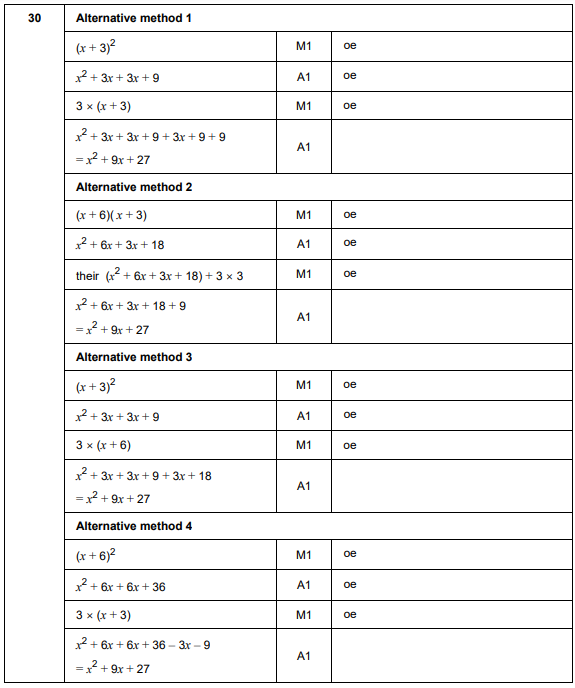 30 Alternative method 1
(x + 3)² M1 oe
x² + 3x + 3x + 9 A1 oe
3 × (x + 3) M1 oe
x² + 3x + 3x + 9 + 3x + 9 + 9
= x² + 9x + 27 A1
Alternative method 2
(x + 6)( x + 3) M1 oe
x² + 6x + 3x + 18 A1 oe
their (x² + 6x + 3x + 18) + 3 × 3 M1 oe
x² + 6x + 3x + 18 + 9
= x² + 9x + 27 A1
Alternative method 3
(x + 3)² M1 oe
x² + 3x + 3x + 9 A1 oe
3 × (x + 6) M1 oe
x² + 3x + 3x + 9 + 3x + 18
= x² + 9x + 27 A1
Alternative method 4
(x + 6)² M1 oe
x² + 6x + 6x + 36 A1 oe
3 × (x + 3) M1 oe
x² + 6x + 6x + 36 – 3x – 9
= x² + 9x + 27 A1